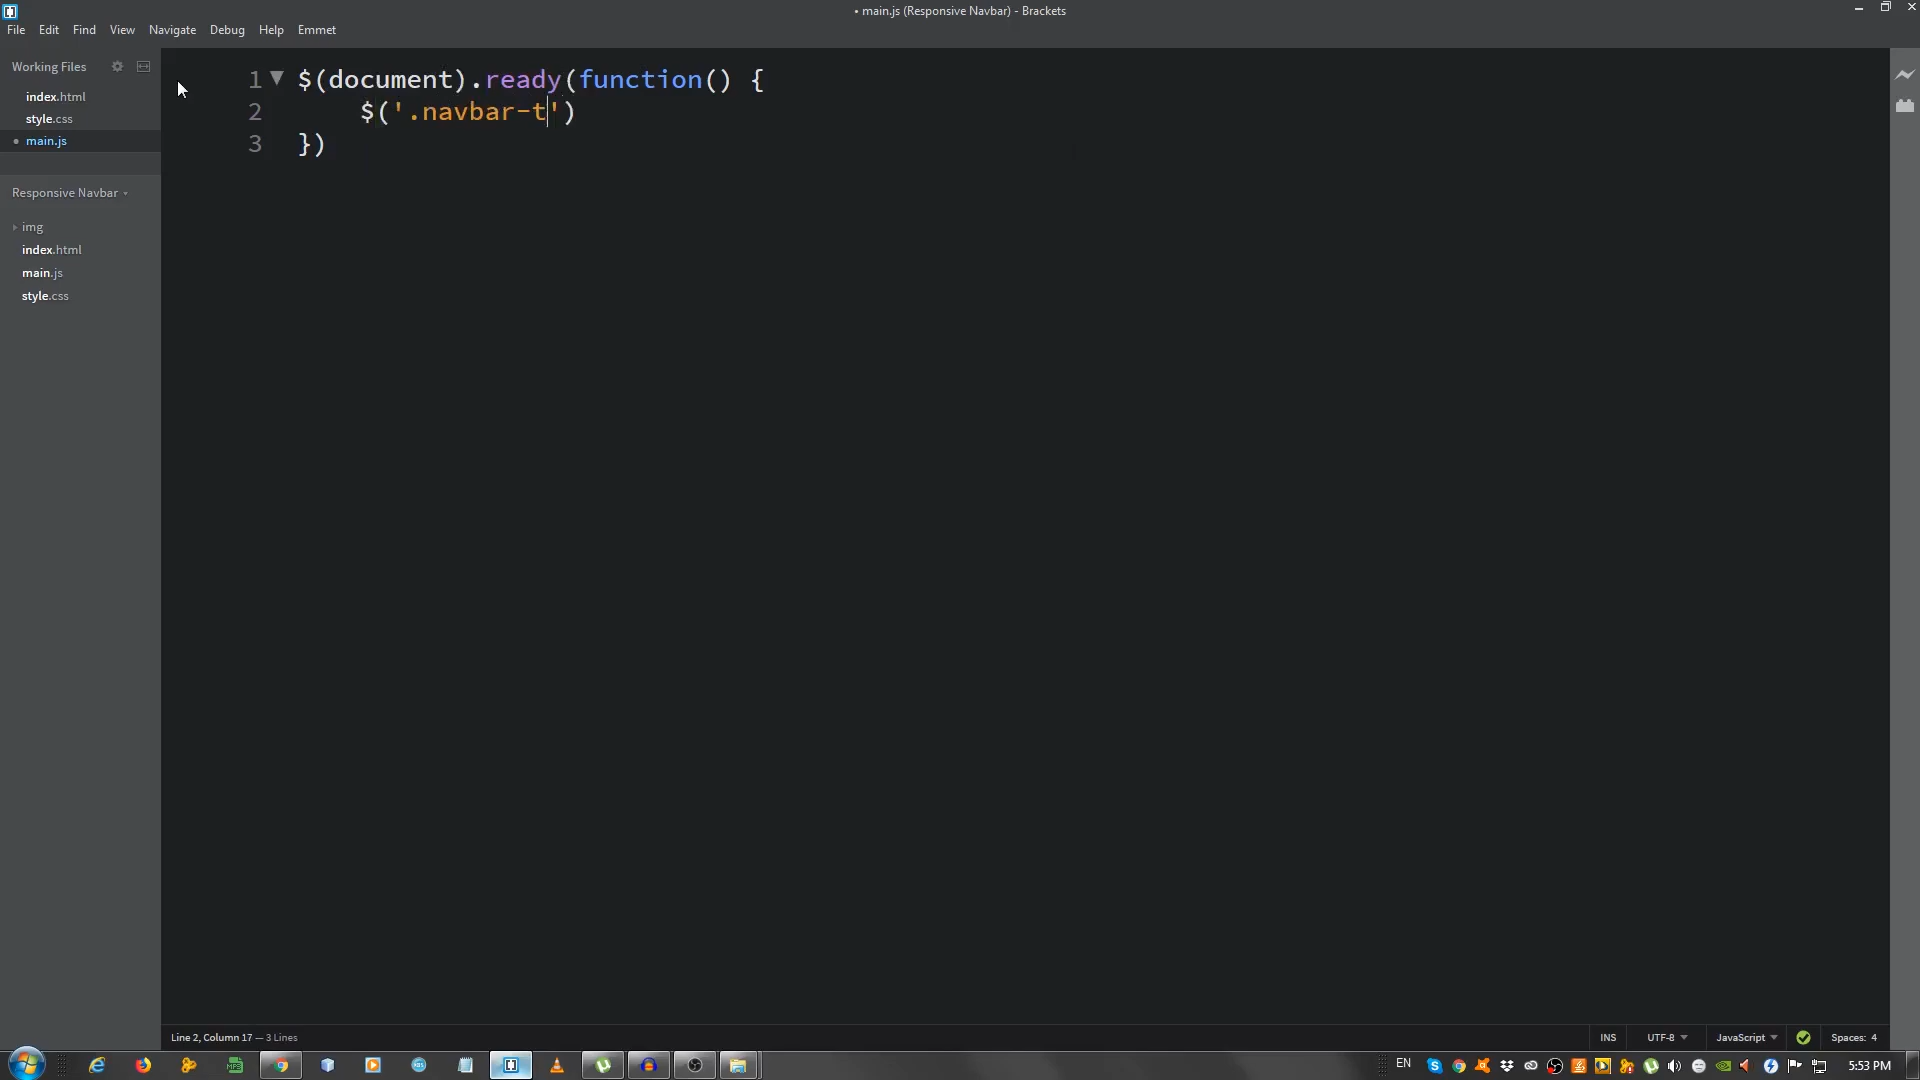 • main.js (Responsive Navbar) - Brackets
File Edit Find View Navigate Debug Help Emmet
Working Files
index.html
style.css
• main.js
Responsive Navbar
img
index.html
main.js
style.css
1 $(document).ready(function() {
2 $('.navbar-t')
3 })
Line 2, Column 17 — 3 Lines
INS UTF-8 JavaScript Spaces: 4
EN 5:53 PM